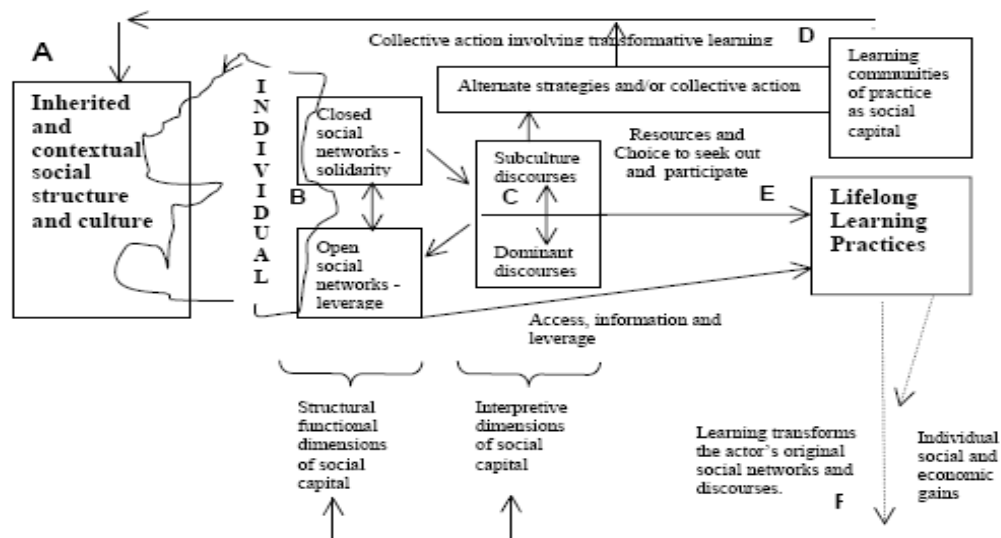 A
Collective action involving transformative learning
D
Inherited
and
contextual
social
structure
and culture
INDIVIDUAL
Closed
social
networks -
solidarity
B
Open
social
networks -
leverage
Alternate strategies and/or collective action
Learning
communities
of practice
as social
capital
Subculture
discourses
C
Dominant
discourses
Resources and
Choice to seek out
and participate
E
Lifelong
Learning
Practices
Access, information and
leverage
Structural
functional
dimensions
of social
capital
Interpretive
dimensions
of social
capital
Learning transforms
the actor's original
social networks and
discourses.
F
Individual
social and
economic
gains